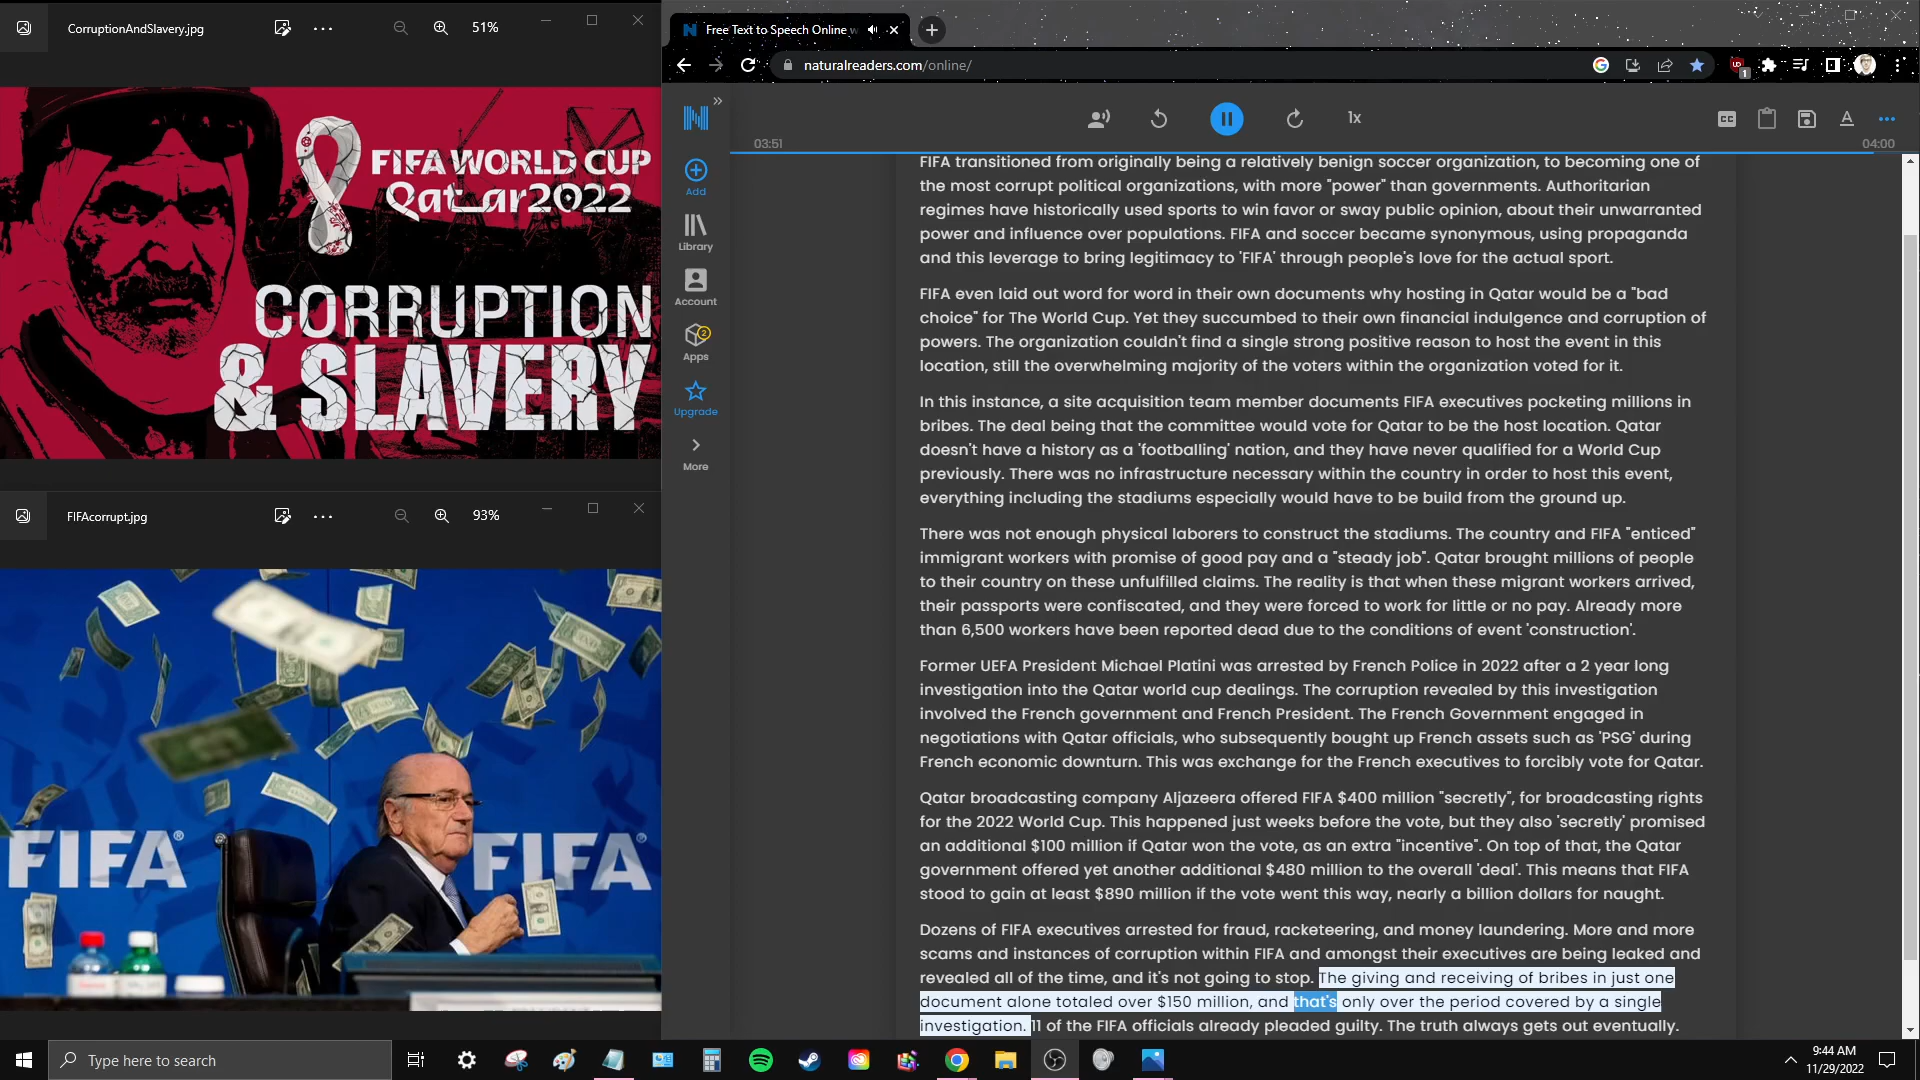 CorruptionAndSlavery.jpg
51%
FIFA WORLD CUP
Qatar2022
CORRUPTION
& SLAVERY
FIFAcorrupt.jpg
93%
FIFA
FIFA
Free Text to Speech Online w
naturalreaders.com/online/
1
Add
Library
Account
2
Apps
Upgrade
More
1x
CC
A
03:51
04:00
FIFA transitioned from originally being a relatively benign soccer organization, to becoming one of
the most corrupt political organizations, with more "power" than governments. Authoritarian
regimes have historically used sports to win favor or sway public opinion, about their unwarranted
power and influence over populations. FIFA and soccer became synonymous, using propaganda
and this leverage to bring legitimacy to 'FIFA' through people's love for the actual sport.
FIFA even laid out word for word in their own documents why hosting in Qatar would be a "bad
choice" for The World Cup. Yet they succumbed to their own financial indulgence and corruption of
powers. The organization couldn't find a single strong positive reason to host the event in this
location, still the overwhelming majority of the voters within the organization voted for it.
In this instance, a site acquisition team member documents FIFA executives pocketing millions in
bribes. The deal being that the committee would vote for Qatar to be the host location. Qatar
doesn't have a history as a 'footballing' nation, and they have never qualified for a World Cup
previously. There was no infrastructure necessary within the country in order to host this event,
everything including the stadiums especially would have to be build from the ground up.
There was not enough physical laborers to construct the stadiums. The country and FIFA "enticed"
immigrant workers with promise of good pay and a "steady job". Qatar brought millions of people
to their country on these unfulfilled claims. The reality is that when these migrant workers arrived,
their passports were confiscated, and they were forced to work for little or no pay. Already more
than 6,500 workers have been reported dead due to the conditions of event 'construction'.
Former UEFA President Michael Platini was arrested by French Police in 2022 after a 2 year long
investigation into the Qatar world cup dealings. The corruption revealed by this investigation
involved the French government and French President. The French Government engaged in
negotiations with Qatar officials, who subsequently bought up French assets such as 'PSG' during
French economic downturn. This was exchange for the French executives to forcibly vote for Qatar.
Qatar broadcasting company Aljazeera offered FIFA $400 million "secretly", for broadcasting rights
for the 2022 World Cup. This happened just weeks before the vote, but they also 'secretly' promised
an additional $100 million if Qatar won the vote, as an extra "incentive". On top of that, the Qatar
government offered yet another additional $480 million to the overall 'deal'. This means that FIFA
stood to gain at least $890 million if the vote went this way, nearly a billion dollars for naught.
Dozens of FIFA executives arrested for fraud, racketeering, and money laundering. More and more
scams and instances of corruption within FIFA and amongst their executives are being leaked and
revealed all of the time, and it's not going to stop. The giving and receiving of bribes in just one
document alone totaled over $150 million, and that's only over the period covered by a single
investigation. 11 of the FIFA officials already pleaded guilty. The truth always gets out eventually.
Type here to search
9:44 AM
11/29/2022